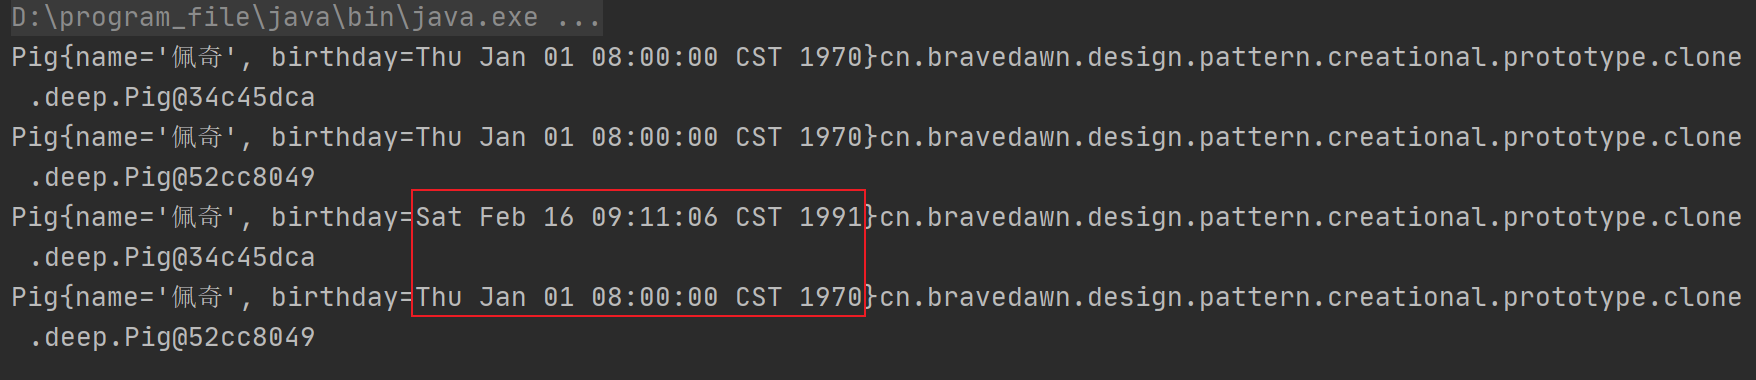 D:\program_file\java\bin\java.exe ...
Pig{name='佩奇', birthday=Thu Jan 01 08:00:00 CST 1970}cn.bravedawn.design.pattern.creational.prototype.clone
.deep.Pig@34c45dca
Pig{name='佩奇', birthday=Thu Jan 01 08:00:00 CST 1970}cn.bravedawn.design.pattern.creational.prototype.clone
.deep.Pig@52cc8049
Pig{name='佩奇', birthday=Sat Feb 16 09:11:06 CST 1991}cn.bravedawn.design.pattern.creational.prototype.clone
.deep.Pig@34c45dca
Pig{name='佩奇', birthday=Thu Jan 01 08:00:00 CST 1970}cn.bravedawn.design.pattern.creational.prototype.clone
.deep.Pig@52cc8049